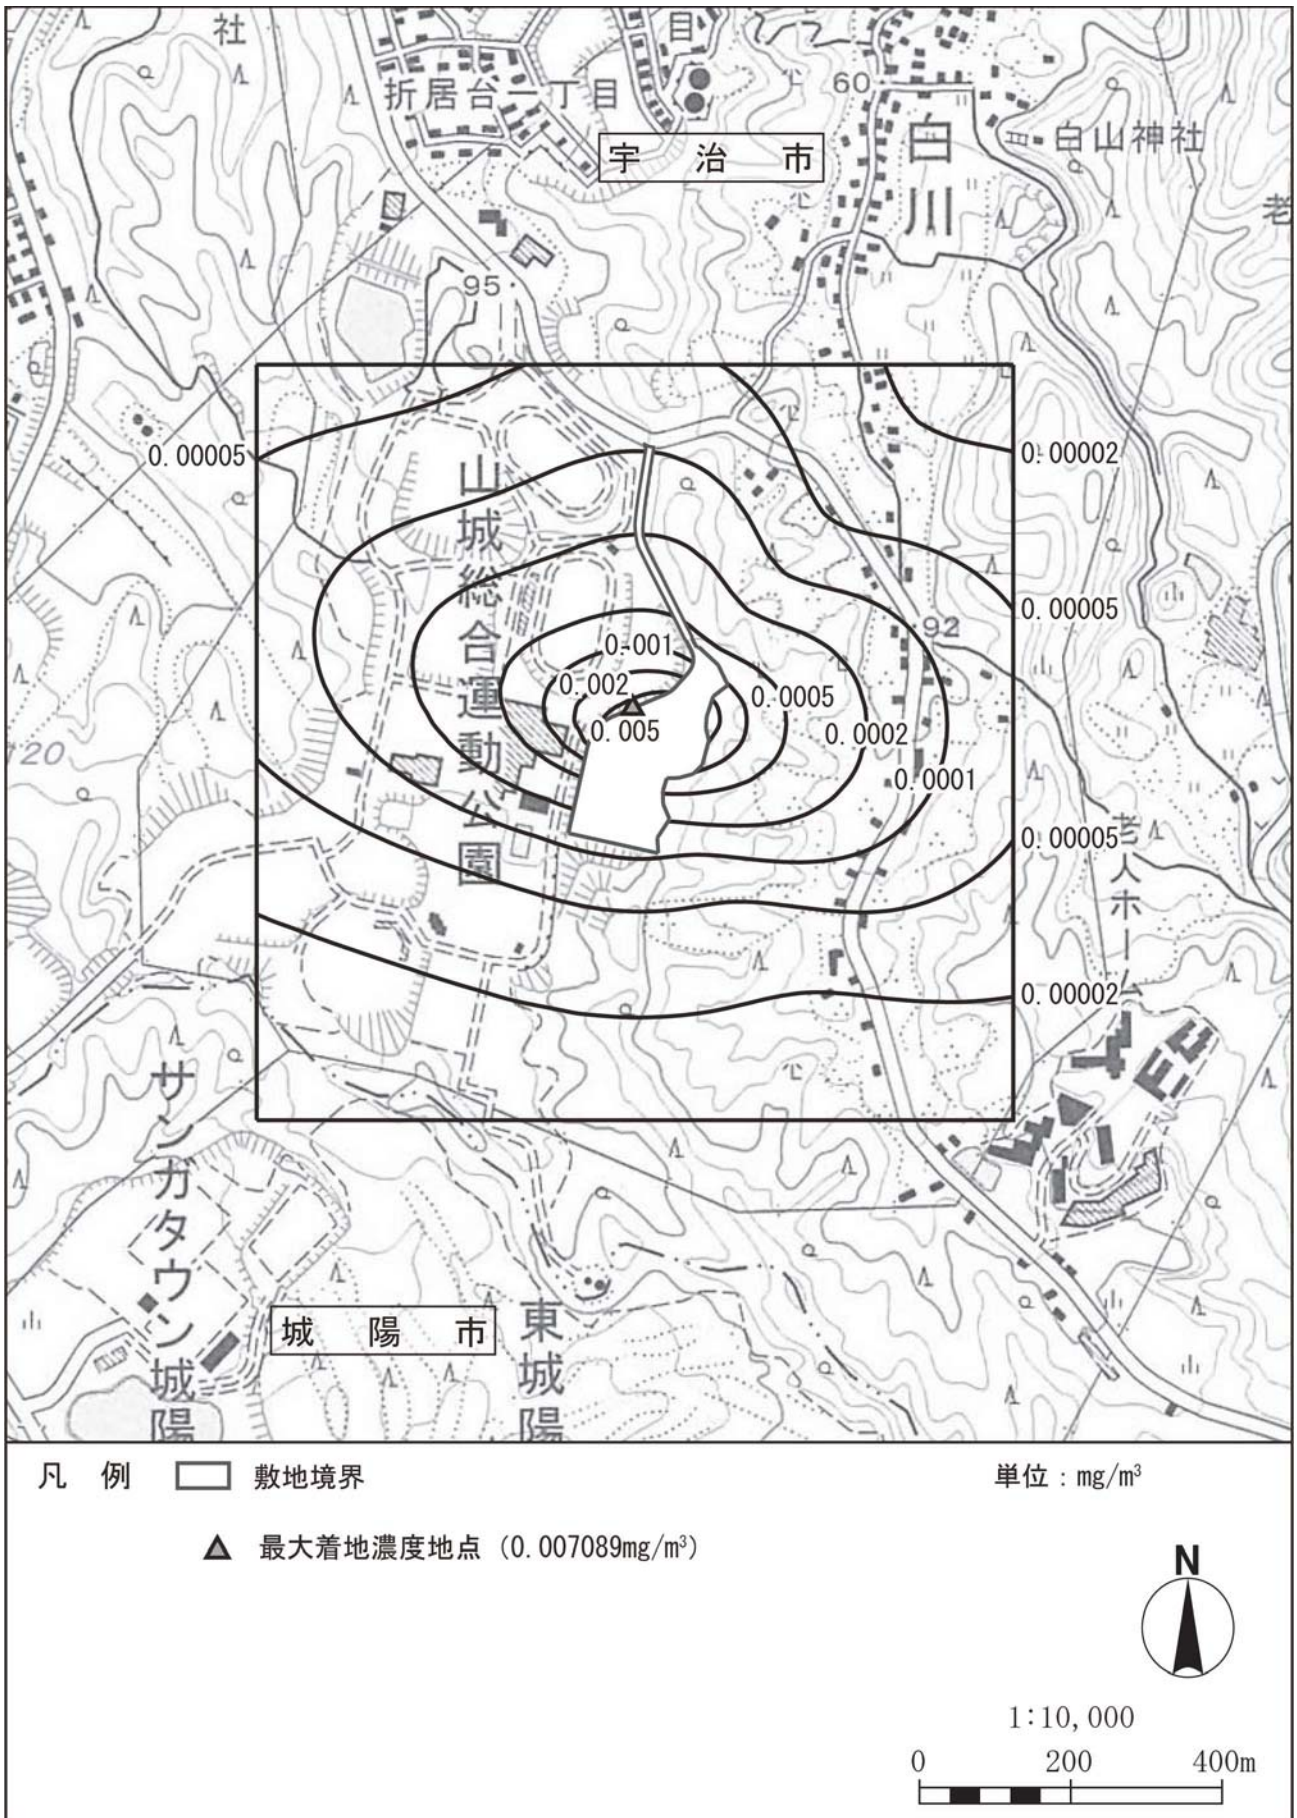 社
目
折居台一丁目
宇治市
60
白川
白山神社
老
95
0.00005
0.00002
山城総合運動公園
0.00005
92
0.001
0.002
0.005
0.0005
0.0002
0.0001
120
0.00005
老人ホーム
0.00002
サンガタウン城陽
城陽市
東城陽
凡例 敷地境界 単位：mg/m³
最大着地濃度地点（0.007089mg/m³）
N
1:10,000
0 200 400m